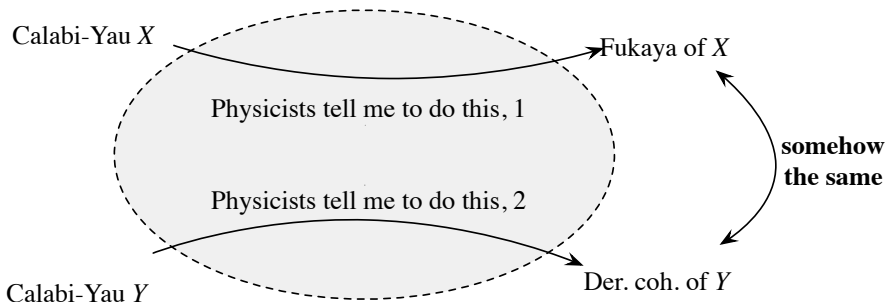 Calabi-Yau X
Fukaya of X
Physicists tell me to do this, 1
somehow
the same
Physicists tell me to do this, 2
Der. coh. of Y
Calabi-Yau Y